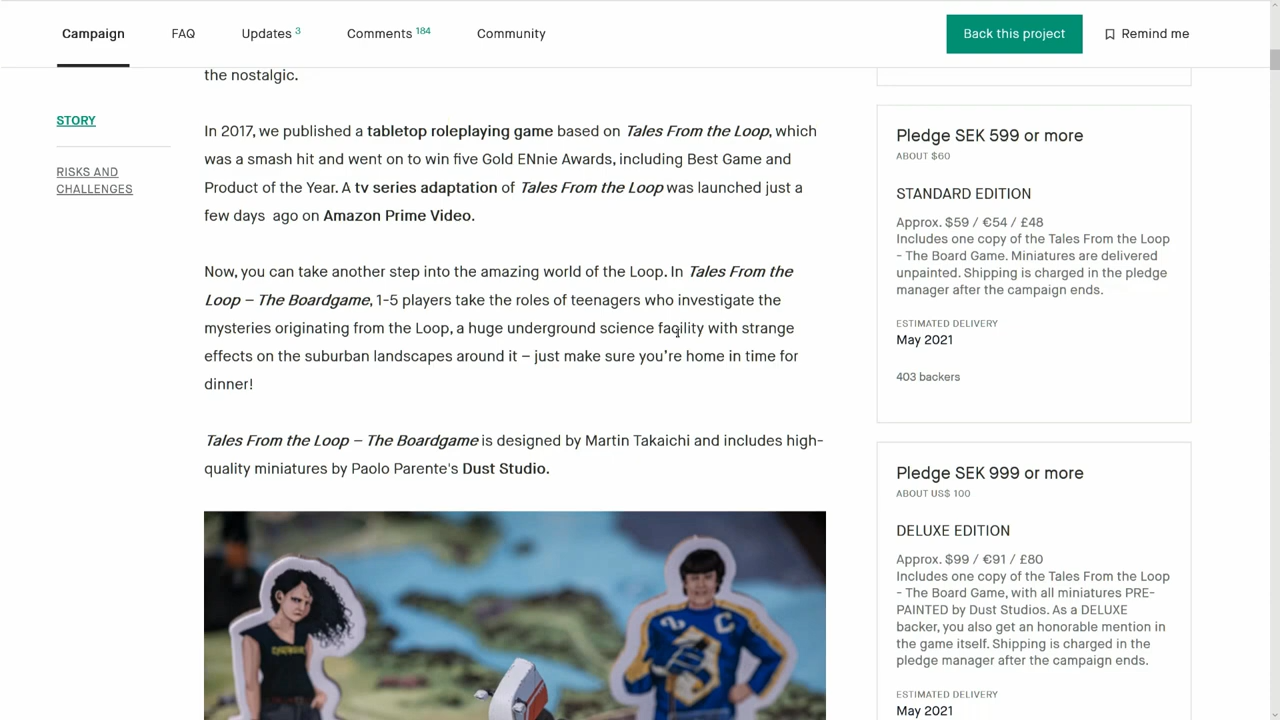 Campaign
FAQ
Updates 3
Comments 184
Community
Back this project
Remind me
STORY
RISKS AND
CHALLENGES
the nostalgic.
In 2017, we published a tabletop roleplaying game based on Tales From the Loop, which
was a smash hit and went on to win five Gold ENnie Awards, including Best Game and
Product of the Year. A tv series adaptation of Tales From the Loop was launched just a
few days ago on Amazon Prime Video.
Now, you can take another step into the amazing world of the Loop. In Tales From the
Loop – The Boardgame, 1-5 players take the roles of teenagers who investigate the
mysteries originating from the Loop, a huge underground science facility with strange
effects on the suburban landscapes around it – just make sure you're home in time for
dinner!
Tales From the Loop – The Boardgame is designed by Martin Takaichi and includes high-
quality miniatures by Paolo Parente's Dust Studio.
C
Pledge SEK 599 or more
ABOUT $60
STANDARD EDITION
Approx. $59 / €54 / £48
Includes one copy of the Tales From the Loop
- The Board Game. Miniatures are delivered
unpainted. Shipping is charged in the pledge
manager after the campaign ends.
ESTIMATED DELIVERY
May 2021
403 backers
Pledge SEK 999 or more
ABOUT US$ 100
DELUXE EDITION
Approx. $99 / €91 / £80
Includes one copy of the Tales From the Loop
- The Board Game, with all miniatures PRE-
PAINTED by Dust Studios. As a DELUXE
backer, you also get an honorable mention in
the game itself. Shipping is charged in the
pledge manager after the campaign ends.
ESTIMATED DELIVERY
May 2021